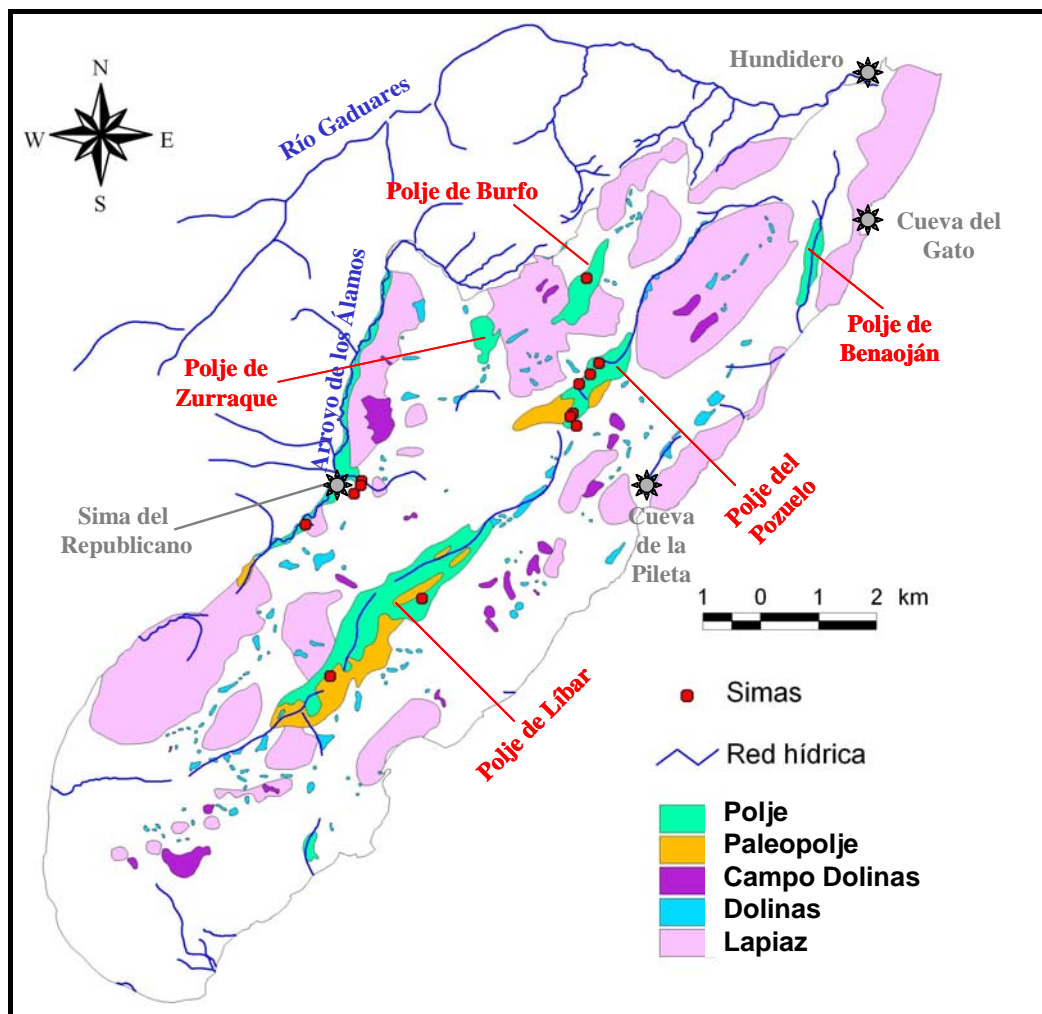 Hundidero
N
W
E
S
Río Gaduares
Polje de Burfo
Cueva del
Gato
Arroyo de los Álamos
Polje de
Benaoján
Polje de
Zurraque
Polje del
Pozuelo
Sima del
Republicano
Cueva
de la
Pileta
1 0 1 2 km
Polje de Líbar
Simas
Red hídrica
Polje
Paleopolje
Campo Dolinas
Dolinas
Lapiaz